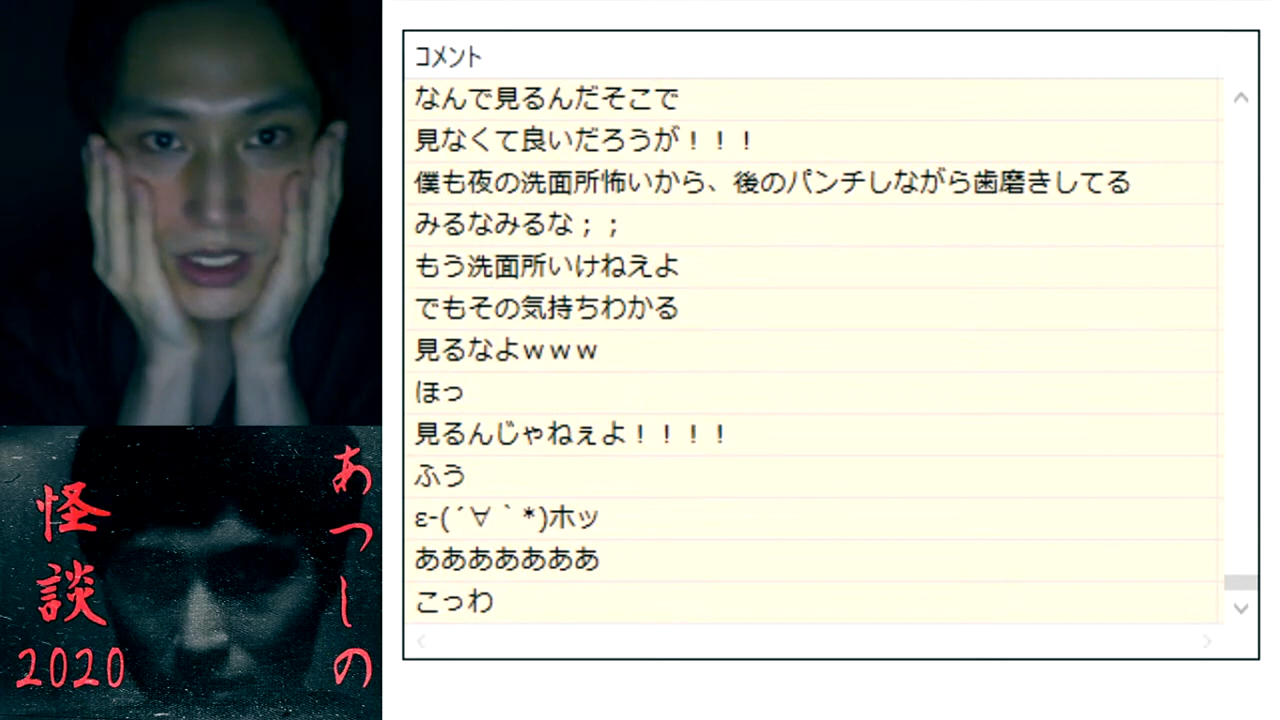 コメント
なんで見るんだそこで
見なくて良いだろうが！！！
僕も夜の洗面所怖いから、後のパンチしながら歯磨きしてる
みるなみるな；；
もう洗面所いけねえよ
でもその気持ちわかる
見るなよｗｗｗ
ほっ
見るんじゃねぇよ！！！！
ふう
ε-(´∀｀*)ホッ
あああああああ
こっわ
あつしの
怪談
2020